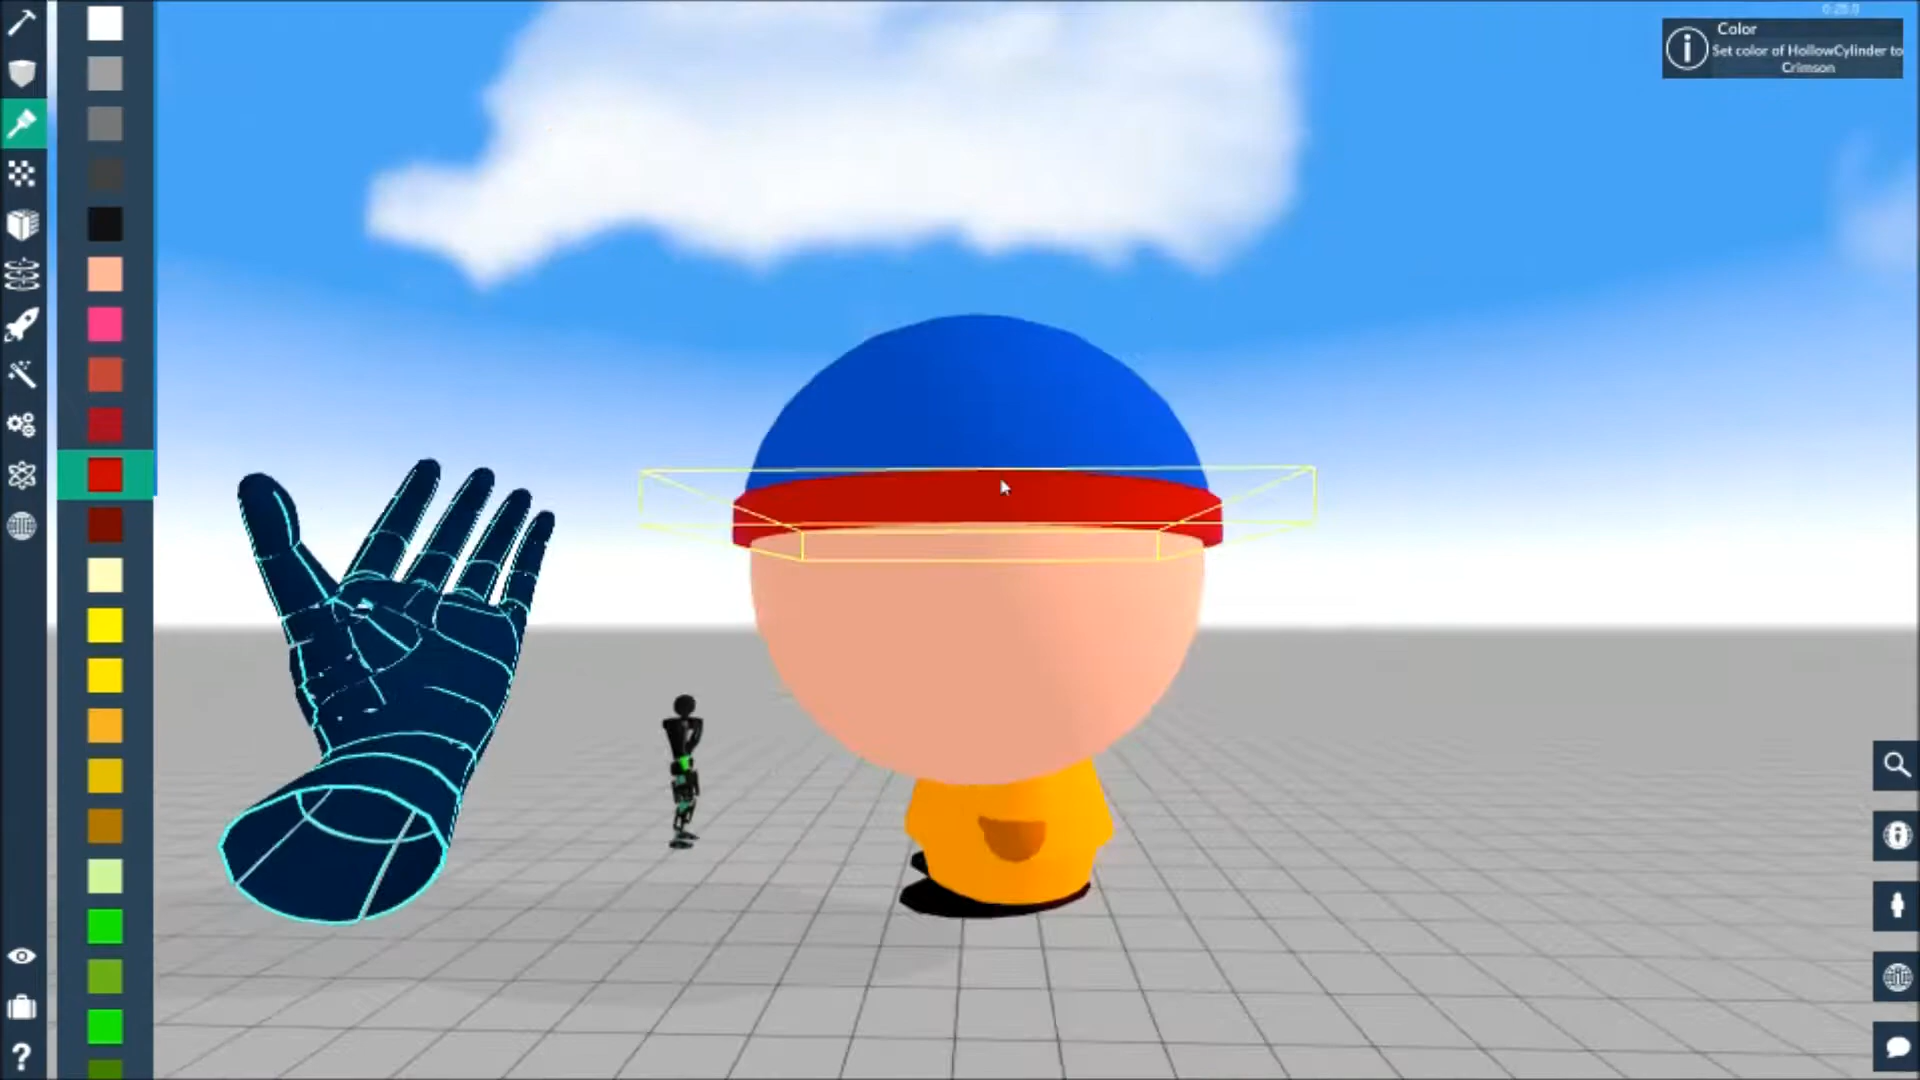 Color
Set color of HollowCylinder to
Crimson
?